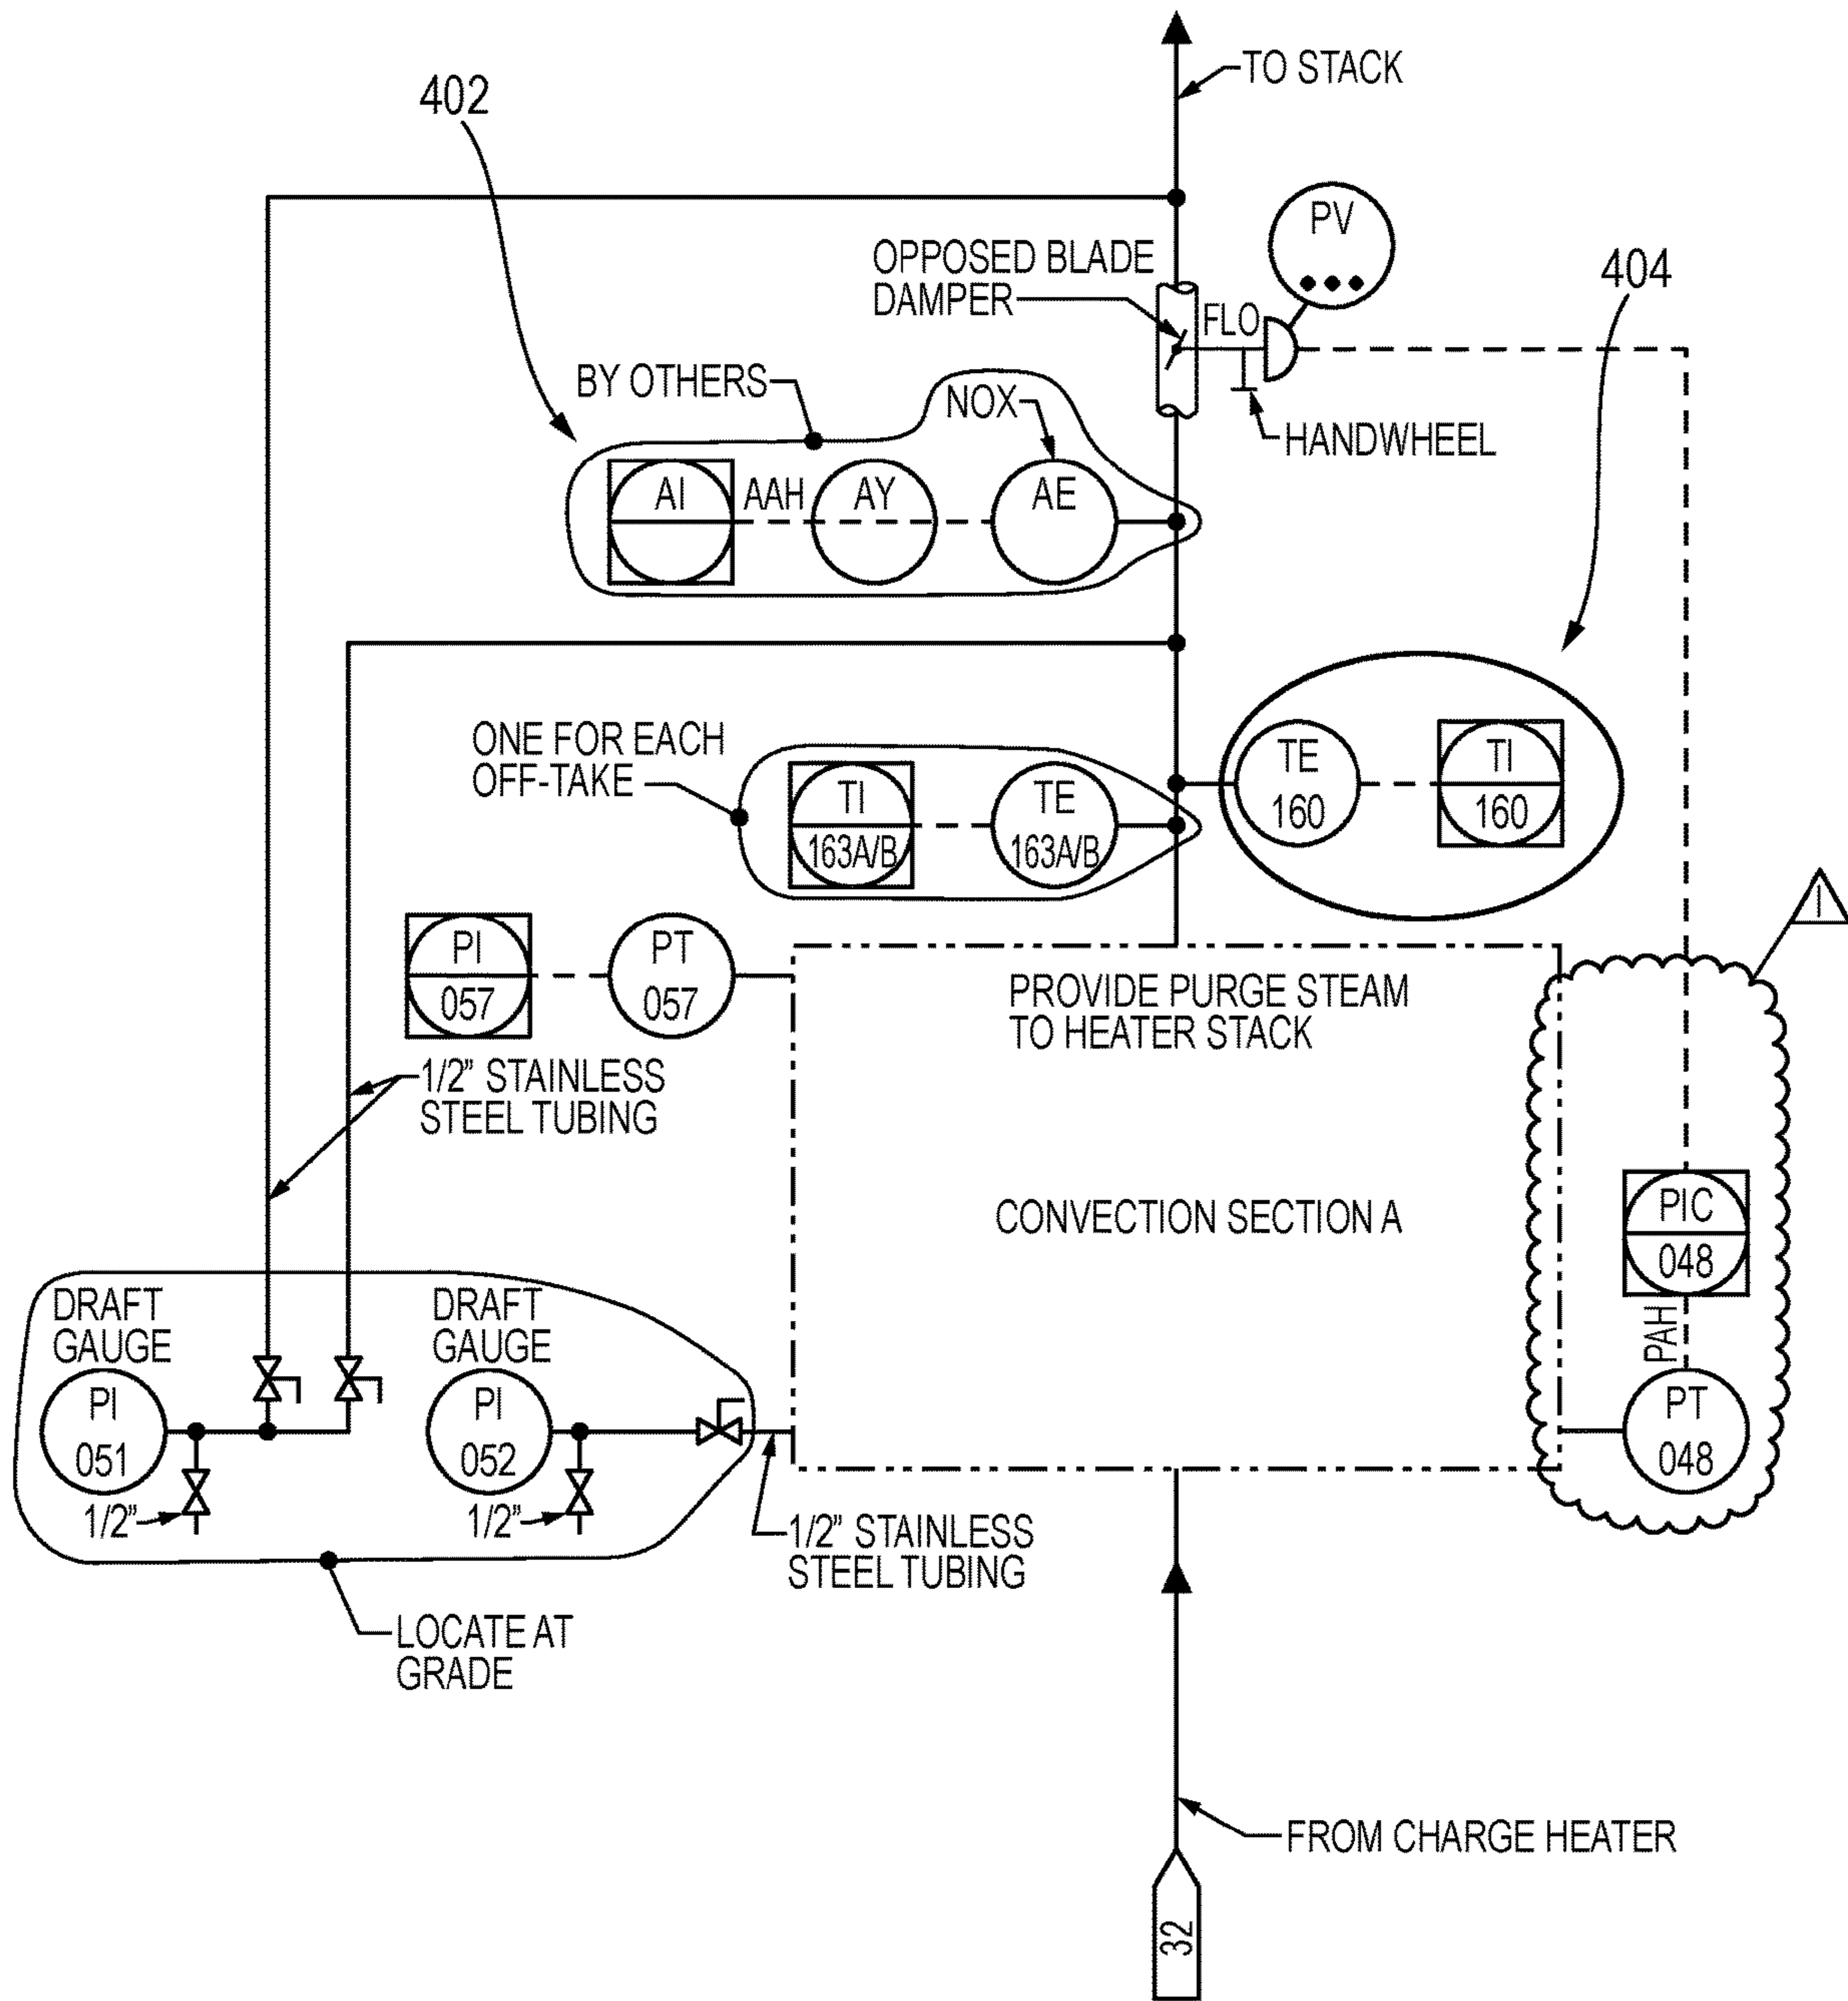 TO STACK
402
PV
OPPOSED BLADE
DAMPER
FLO
404
BY OTHERS
NOX
HANDWHEEL
AI
AAH
AY
AE
ONE FOR EACH
OFF-TAKE
TI
163A/B
TE
163A/B
TE
160
TI
160
1
PI
057
PT
057
PROVIDE PURGE STEAM
TO HEATER STACK
1/2" STAINLESS
STEEL TUBING
CONVECTION SECTION A
PIC
048
PAH
PT
048
DRAFT
GAUGE
PI
051
1/2"
DRAFT
GAUGE
PI
052
1/2"
1/2" STAINLESS
STEEL TUBING
LOCATE AT
GRADE
FROM CHARGE HEATER
32